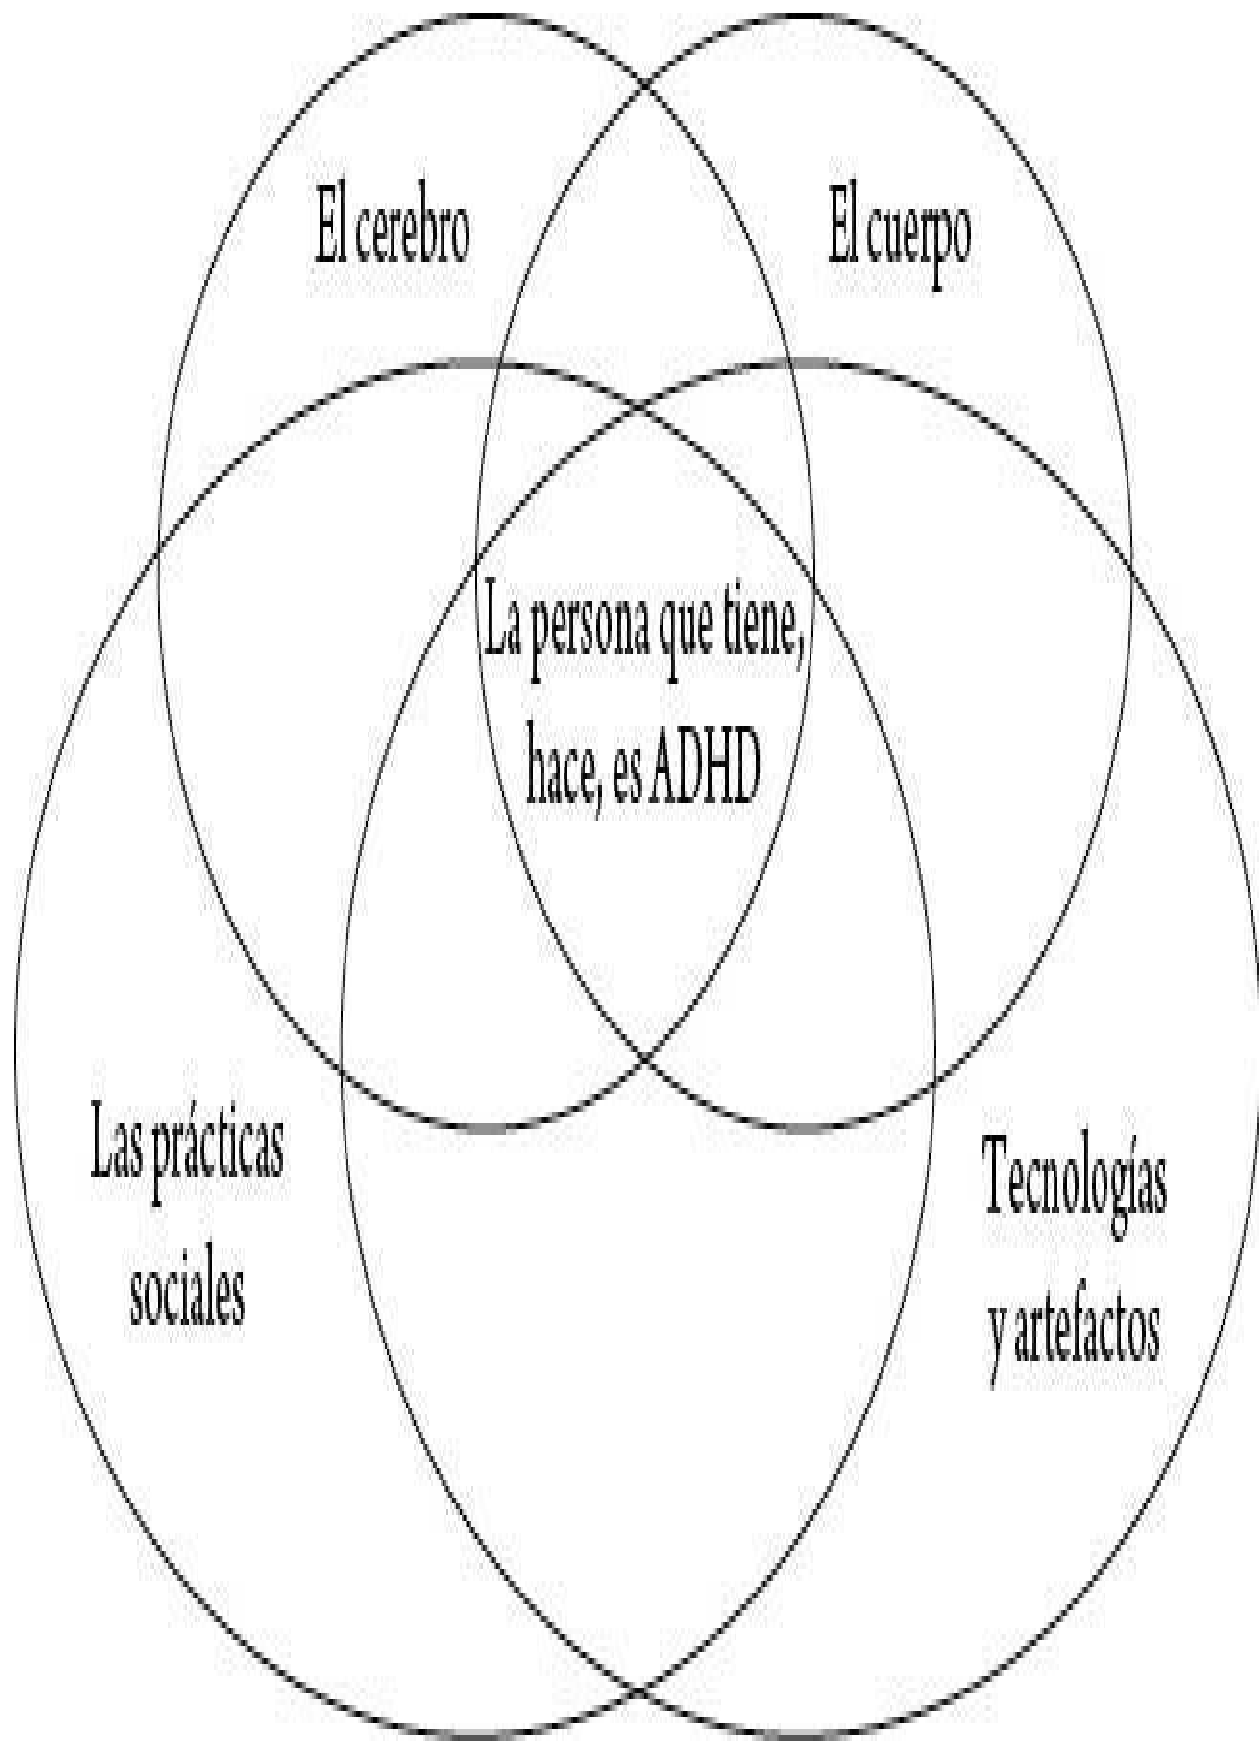 El cerebro
El cuerpo
La persona que tiene,
hace, es ADHD
Las prácticas
sociales
Tecnologías
y artefactos